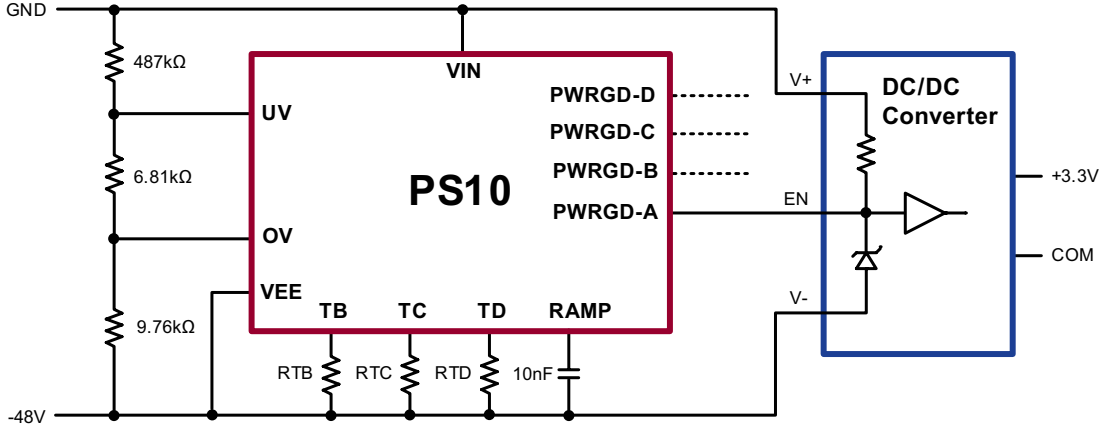 GND
487kΩ
6.81kΩ
9.76kΩ
-48V
VIN
UV
OV
VEE
PS10
PWRGD-D
PWRGD-C
PWRGD-B
PWRGD-A
TB
TC
TD
RAMP
RTB
RTC
RTD
10nF
V+
EN
V-
DC/DC
Converter
+3.3V
COM